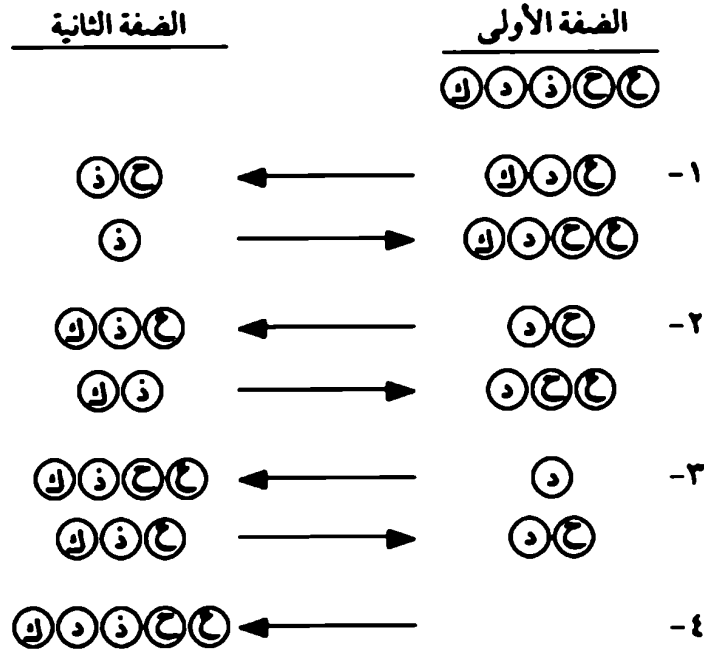 الضفة الأولى الضفة الثانية
خ ح ذ د ك
١- خ د ك ح ذ
خ ح د ك ذ
٢- ح د خ ذ ك
خ ح د ذ ك
٣- د خ ح ذ ك
ح د خ ذ ك
٤- خ ح ذ د ك